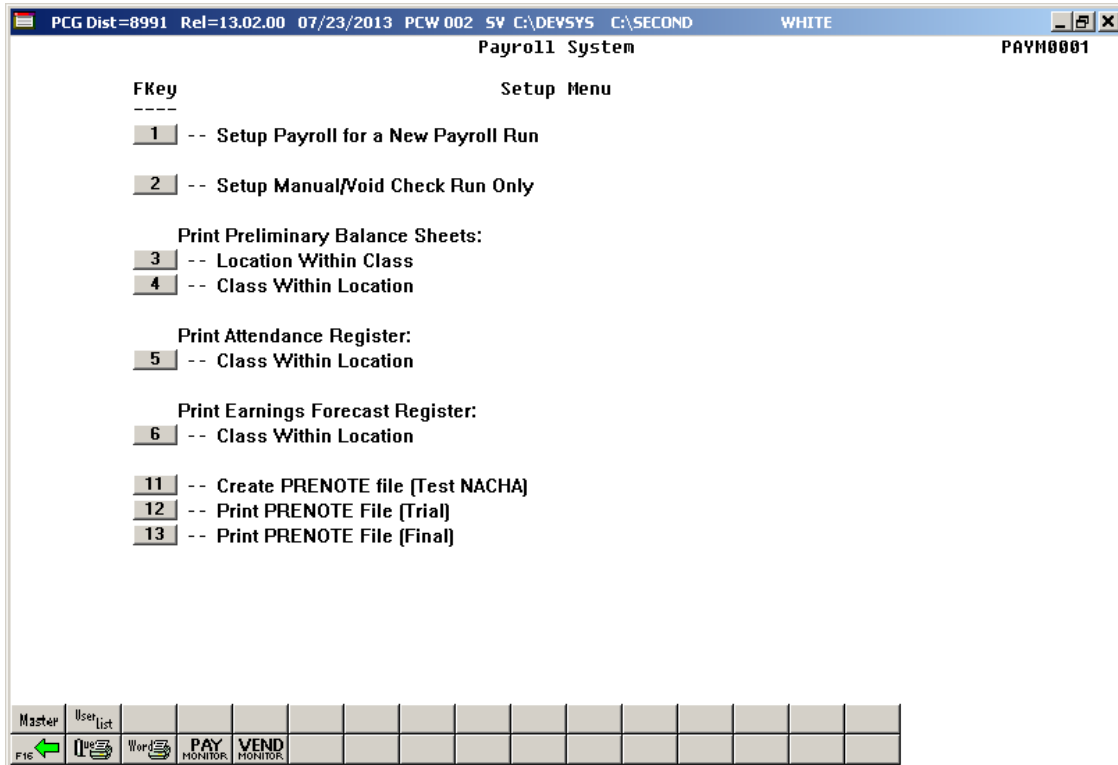 PCG Dist=8991 Rel=13.02.00 07/23/2013 PCW 002 SV C:\DEVSYS C:\SECOND WHITE
Payroll System PAYM0001
FKey Setup Menu
----
1 -- Setup Payroll for a New Payroll Run
2 -- Setup Manual/Void Check Run Only
Print Preliminary Balance Sheets:
3 -- Location Within Class
4 -- Class Within Location
Print Attendance Register:
5 -- Class Within Location
Print Earnings Forecast Register:
6 -- Class Within Location
11 -- Create PRENOTE file (Test NACHA)
12 -- Print PRENOTE File (Trial)
13 -- Print PRENOTE File (Final)
Master User List
F16 Que Word PAY MONITOR VEND MONITOR